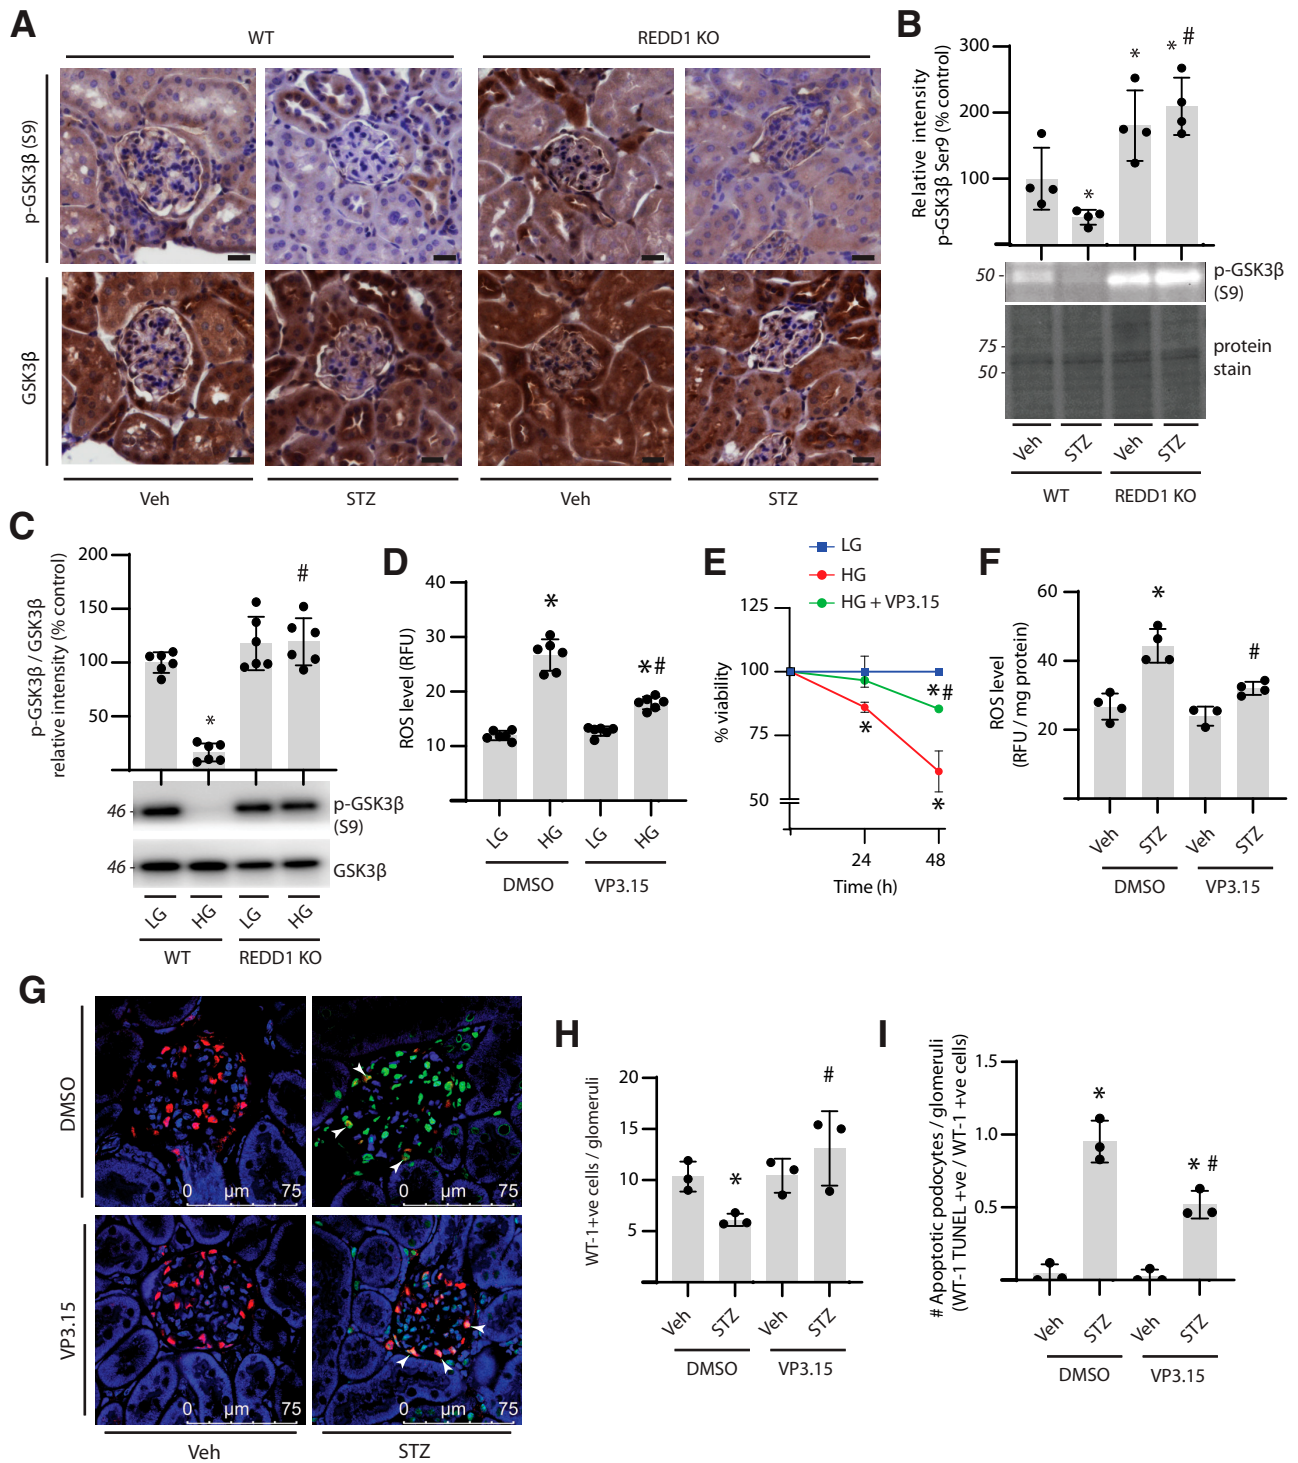 A
WT
REDD1 KO
p-GSK3β (S9)
GSK3β
Veh
STZ
Veh
STZ
B
Relative intensity
p-GSK3β Ser9 (% control)
300
200
100
*
*
* #
50 -
p-GSK3β
(S9)
75 -
50 -
protein
stain
Veh
STZ
Veh
STZ
WT
REDD1 KO
C
p-GSK3β / GSK3β
relative intensity (% control)
200
150
100
50
*
#
46 -
p-GSK3β
(S9)
46 -
GSK3β
LG
HG
LG
HG
WT
REDD1 KO
D
ROS level (RFU)
40
30
20
10
*
*#
LG
HG
LG
HG
DMSO
VP3.15
E
LG
HG
HG + VP3.15
% viability
125
100
75
50
*
*#
*
24
48
Time (h)
F
ROS level
(RFU / mg protein)
60
40
20
*
#
Veh
STZ
Veh
STZ
DMSO
VP3.15
G
DMSO
VP3.15
0 μm 75
0 μm 75
0 μm 75
0 μm 75
Veh
STZ
H
WT-1+ve cells / glomeruli
20
15
10
5
*
#
Veh
STZ
Veh
STZ
DMSO
VP3.15
I
# Apoptotic podocytes / glomeruli
(WT-1 TUNEL +ve / WT-1 +ve cells)
1.5
1.0
0.5
*
* #
Veh
STZ
Veh
STZ
DMSO
VP3.15